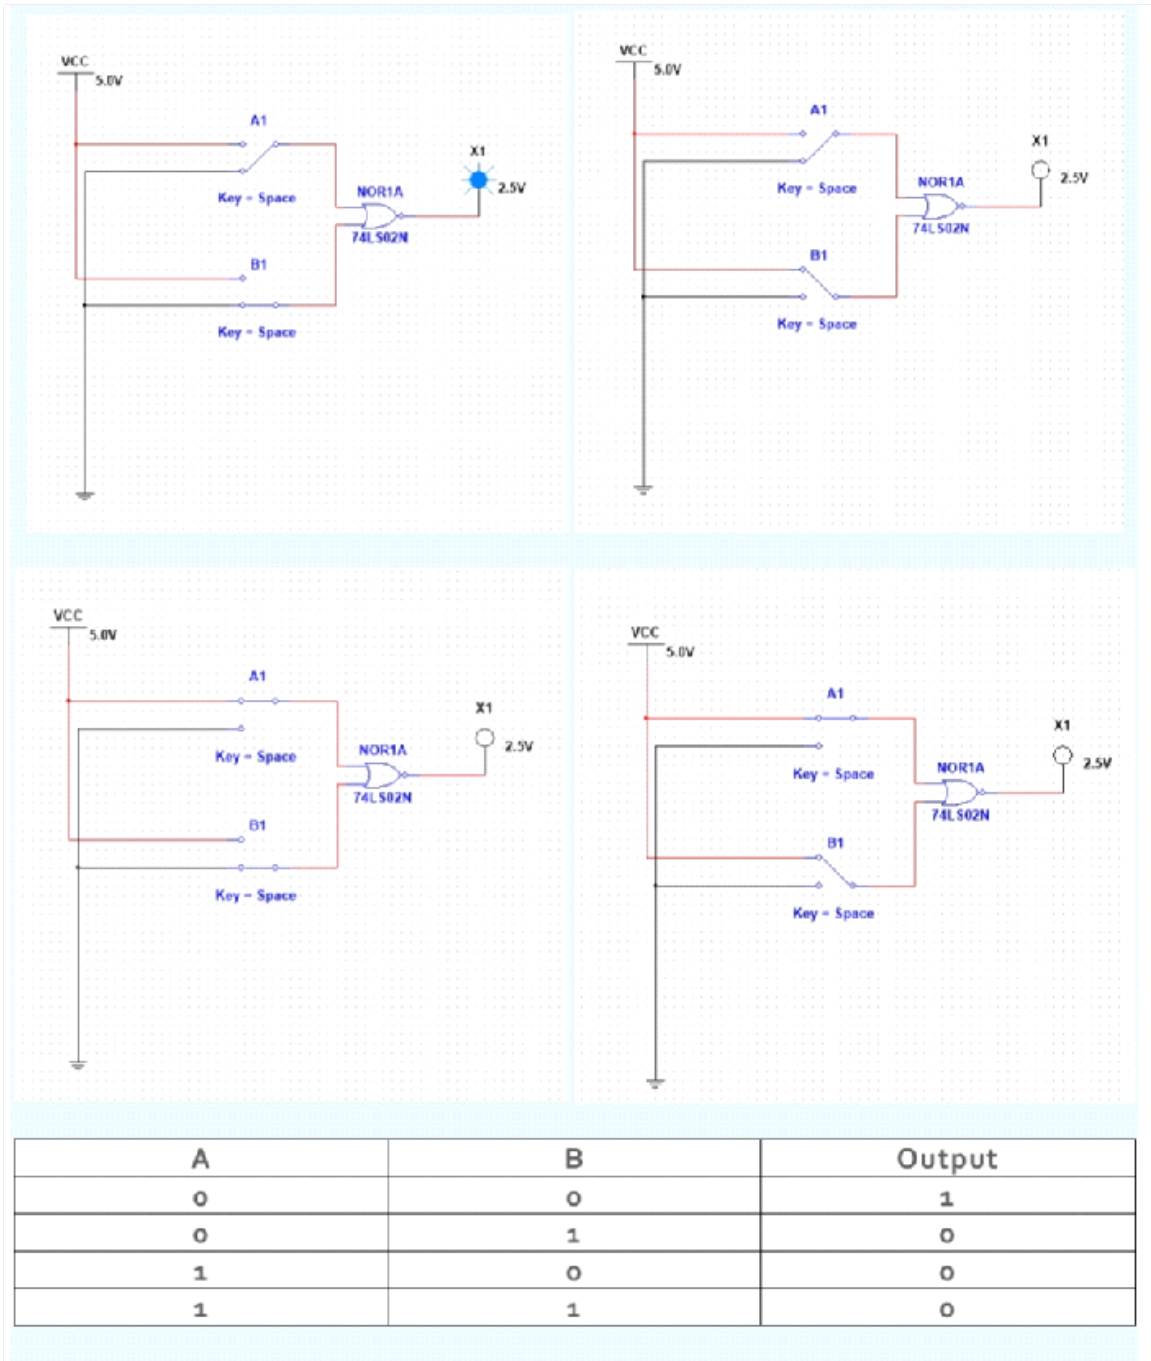 VCC
5.0V
A1
Key = Space
X1
2.5V
NOR1A
74LS02N
B1
Key = Space
VCC
5.0V
A1
Key = Space
X1
2.5V
NOR1A
74LS02N
B1
Key = Space
VCC
5.0V
A1
Key = Space
X1
2.5V
NOR1A
74LS02N
B1
Key = Space
VCC
5.0V
A1
Key = Space
X1
2.5V
NOR1A
74LS02N
B1
Key = Space
A B Output
0 0 1
0 1 0
1 0 0
1 1 0